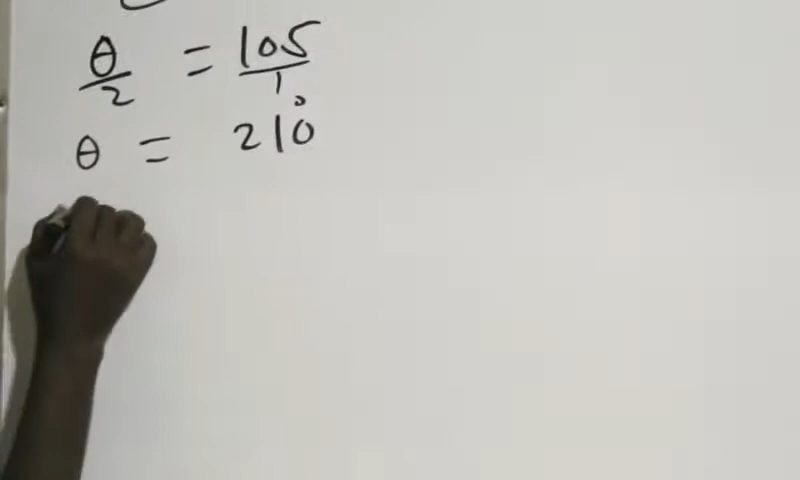 θ/2 = 105/1
θ = 210°